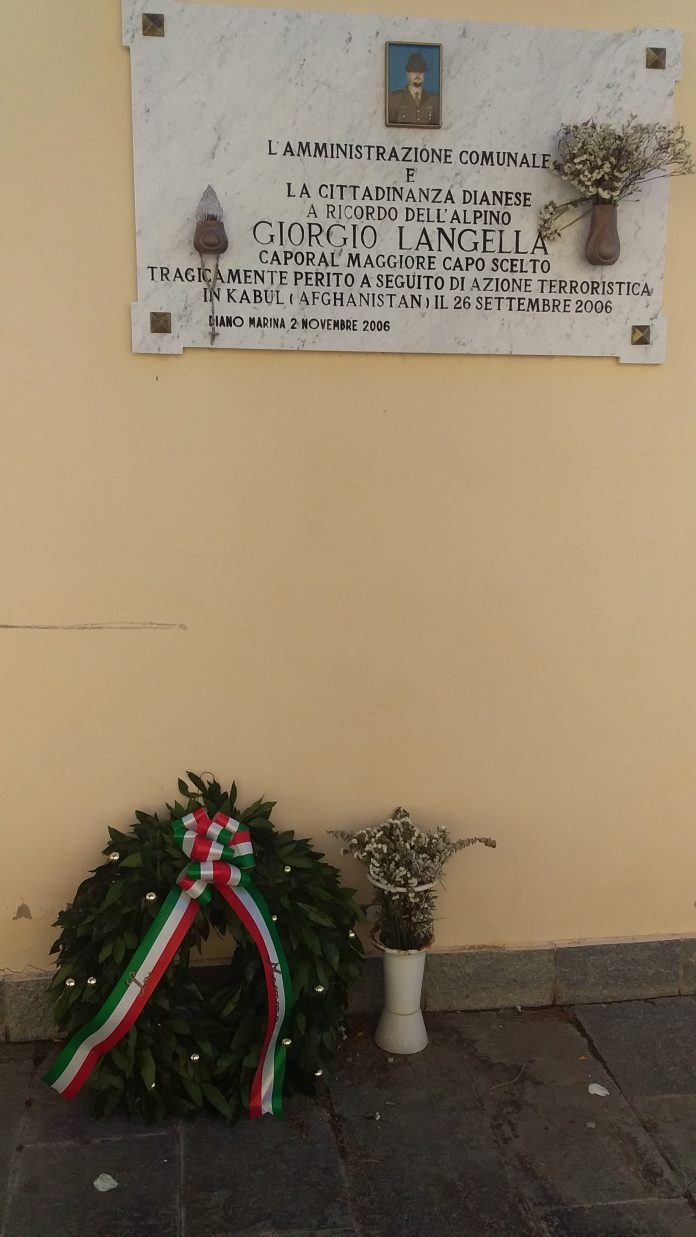 L'AMMINISTRAZIONE COMUNALE
E
LA CITTADINANZA DIANESE
A RICORDO DELL'ALPINO
GIORGIO LANGELLA
CAPORAL MAGGIORE CAPO SCELTO
TRAGICAMENTE PERITO A SEGUITO DI AZIONE TERRORISTICA
IN KABUL (AFGHANISTAN) IL 26 SETTEMBRE 2006
DIANO MARINA 2 NOVEMBRE 2006